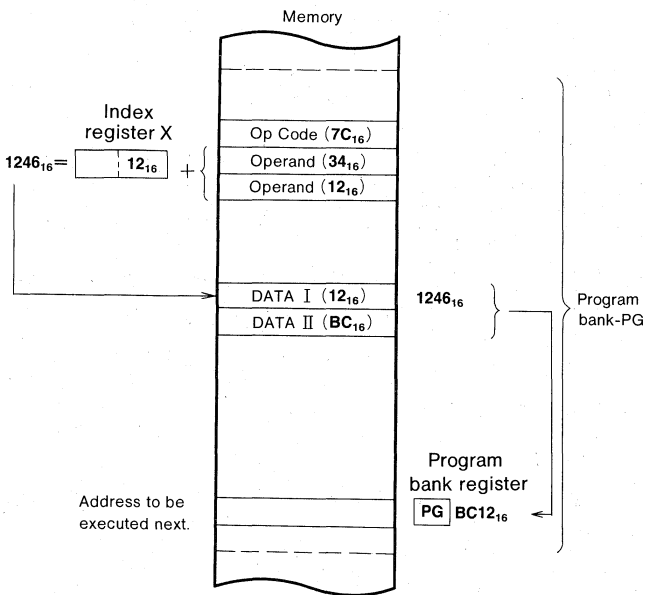 Memory
Index
register X
Op Code (7C₁₆)
1246₁₆= 12₁₆ +
Operand (34₁₆)
Operand (12₁₆)
DATA I (12₁₆)
1246₁₆
DATA II (BC₁₆)
Program
bank-PG
Program
bank register
Address to be
executed next.
PG BC12₁₆